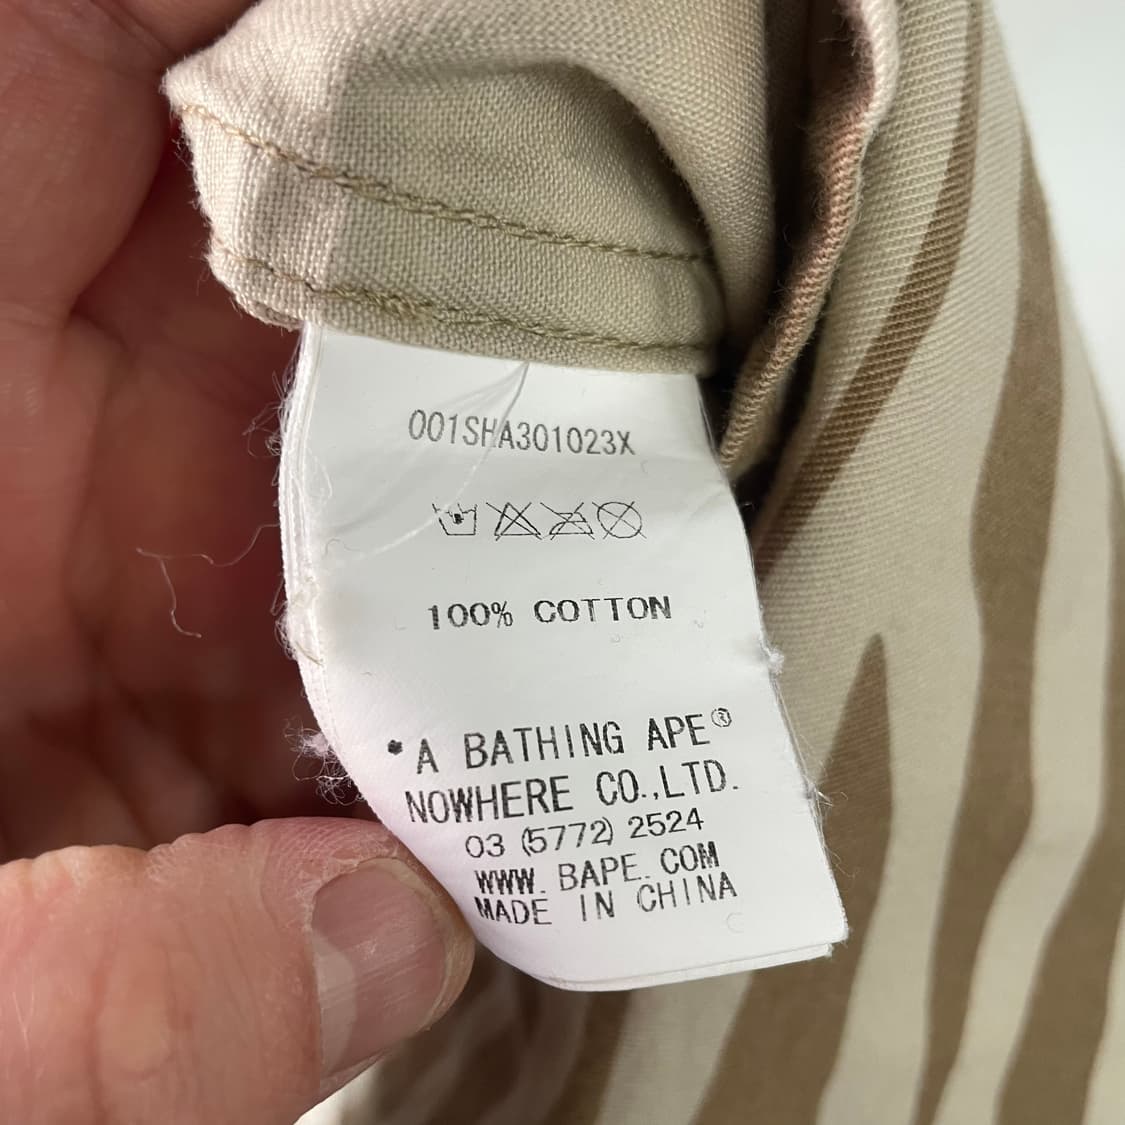 001SHA301023X
100% COTTON
*A BATHING APE®
NOWHERE CO.,LTD.
03 (5772) 2524
WWW. BAPE. COM
MADE IN CHINA